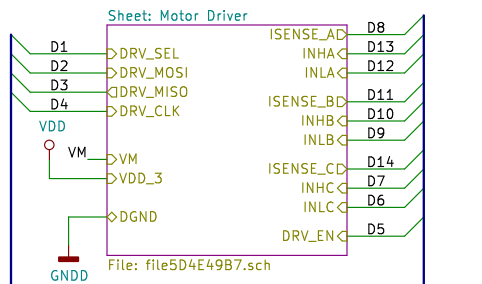 Sheet: Motor Driver
D1 DRV_SEL
D2 DRV_MOSI
D3 DRV_MISO
D4 DRV_CLK
VDD
VM VM
VDD_3
DGND
GNDD
ISENSE_A D8
INHA D13
INLA D12
ISENSE_B D11
INHB D10
INLB D9
ISENSE_C D14
INHC D7
INLC D6
DRV_EN D5
File: file5D4E49B7.sch